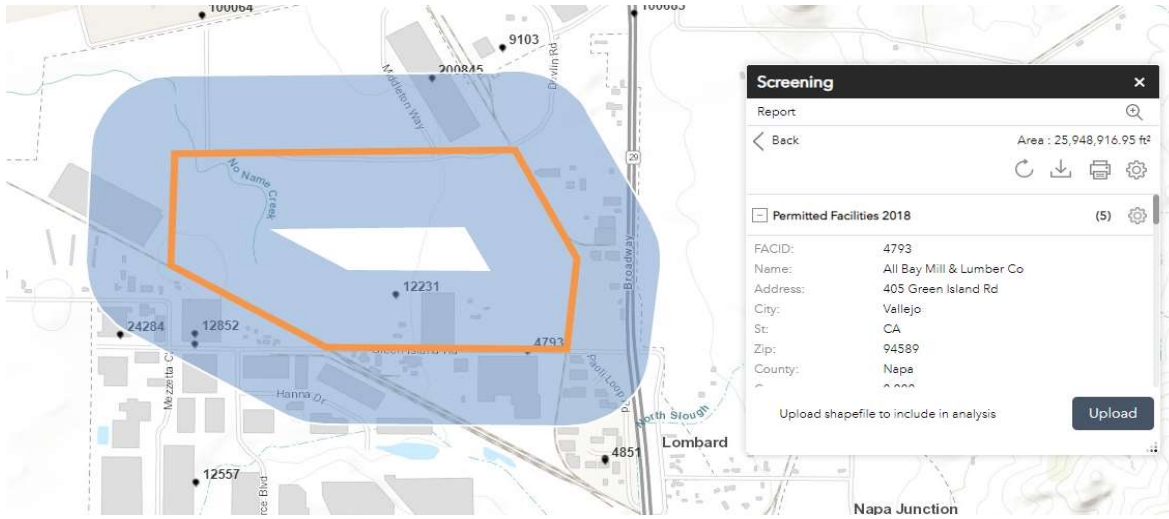 100064
100683
9103
200845
Middleton Way
Devlin Rd
29
No Name Creek
Broadway
12231
24284
12852
4793
Green Island Rd
Mezzetta C
Hanna Dr
Paoli Loop
North Slough
Lombard
4851
12557
rce Blvd
Napa Junction
Screening
Report
Back
Area : 25,948,916.95 ft²
Permitted Facilities 2018 (5)
FACID: 4793
Name: All Bay Mill & Lumber Co
Address: 405 Green Island Rd
City: Vallejo
St: CA
Zip: 94589
County: Napa
Upload shapefile to include in analysis
Upload